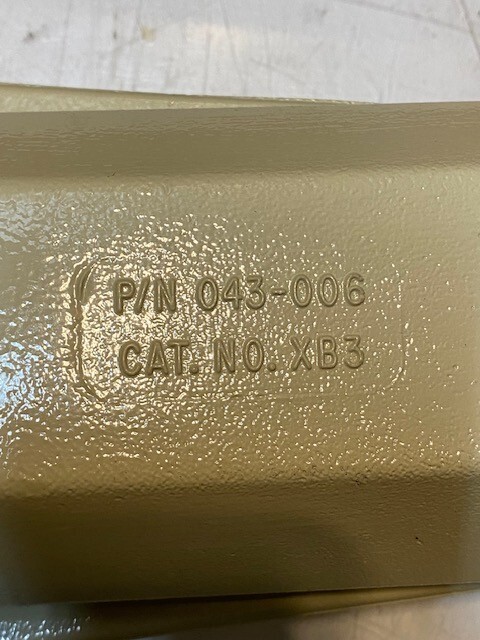 P/N 043-006
CAT. NO. XB3